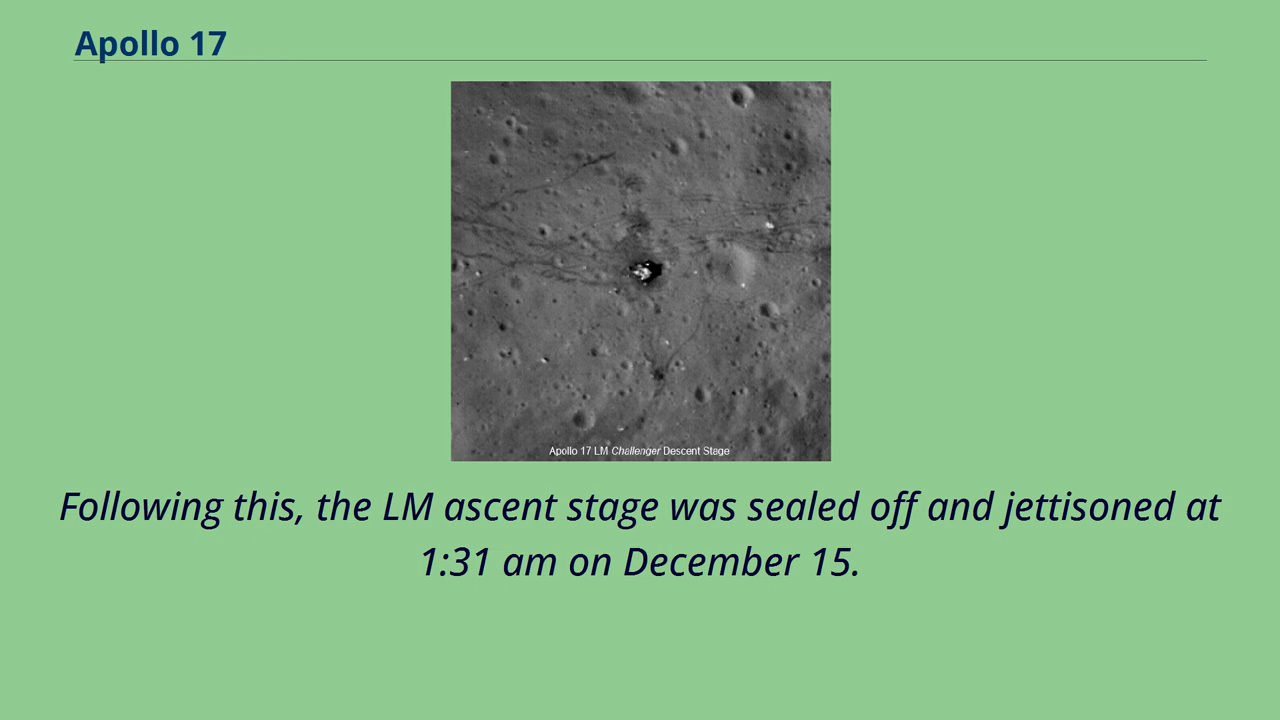 Apollo 17
Apollo 17 LM Challenger Descent Stage
Following this, the LM ascent stage was sealed off and jettisoned at
1:31 am on December 15.